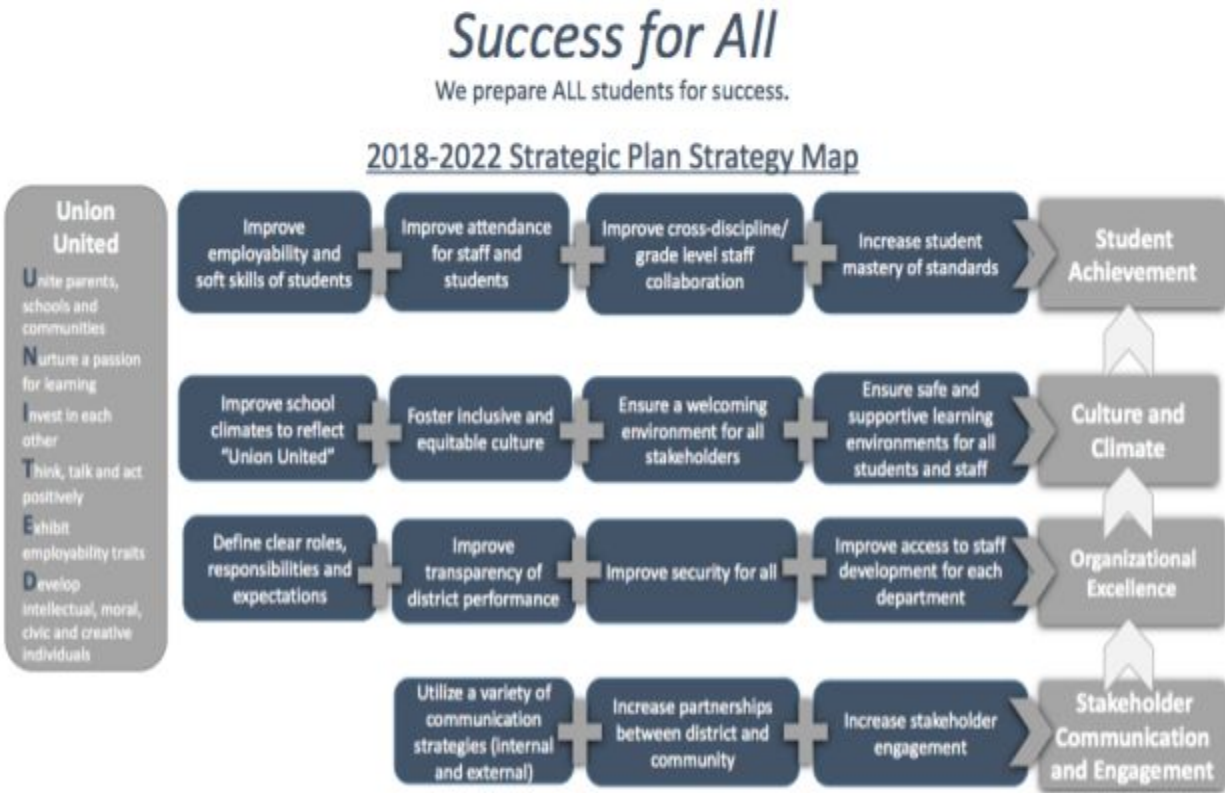 Success for All
We prepare ALL students for success.
2018-2022 Strategic Plan Strategy Map
Union
United
Unite parents,
schools and
communities
Nurture a passion
for learning
Invest in each
other
Think, talk and act
positively
Exhibit
employability traits
Develop
intellectual, moral,
civic and creative
individuals
Improve
employability and
soft skills of students
Improve attendance
for staff and
students
Improve cross-discipline/
grade level staff
collaboration
Increase student
mastery of standards
Student
Achievement
Improve school
climates to reflect
"Union United"
Foster inclusive and
equitable culture
Ensure a welcoming
environment for all
stakeholders
Ensure safe and
supportive learning
environments for all
students and staff
Culture and
Climate
Define clear roles,
responsibilities and
expectations
Improve
transparency of
district performance
Improve security for all
Improve access to staff
development for each
department
Organizational
Excellence
Utilize a variety of
communication
strategies (internal
and external)
Increase partnerships
between district and
community
Increase stakeholder
engagement
Stakeholder
Communication
and Engagement